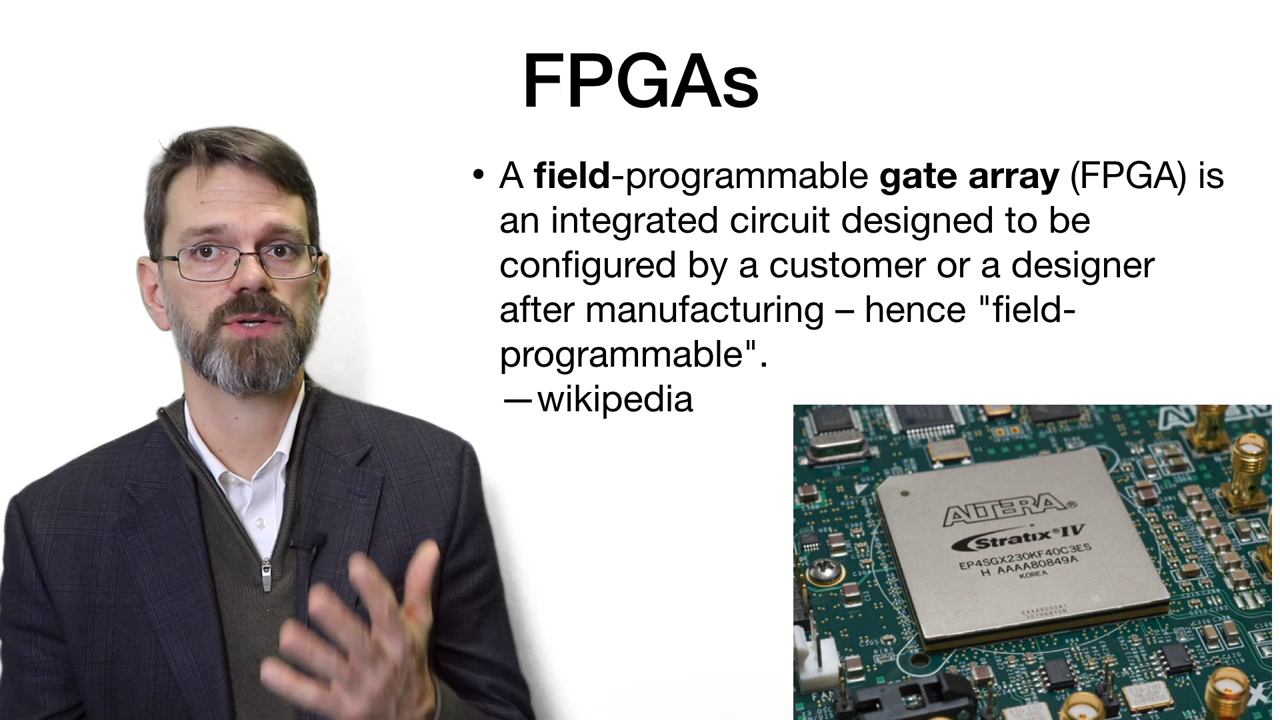 FPGAs
• A field-programmable gate array (FPGA) is
an integrated circuit designed to be
configured by a customer or a designer
after manufacturing – hence "field-
programmable".
—wikipedia
ALTERA®
Stratix® IV
EP4SGX230KF40C3ES
H AAAA80849A
KOREA